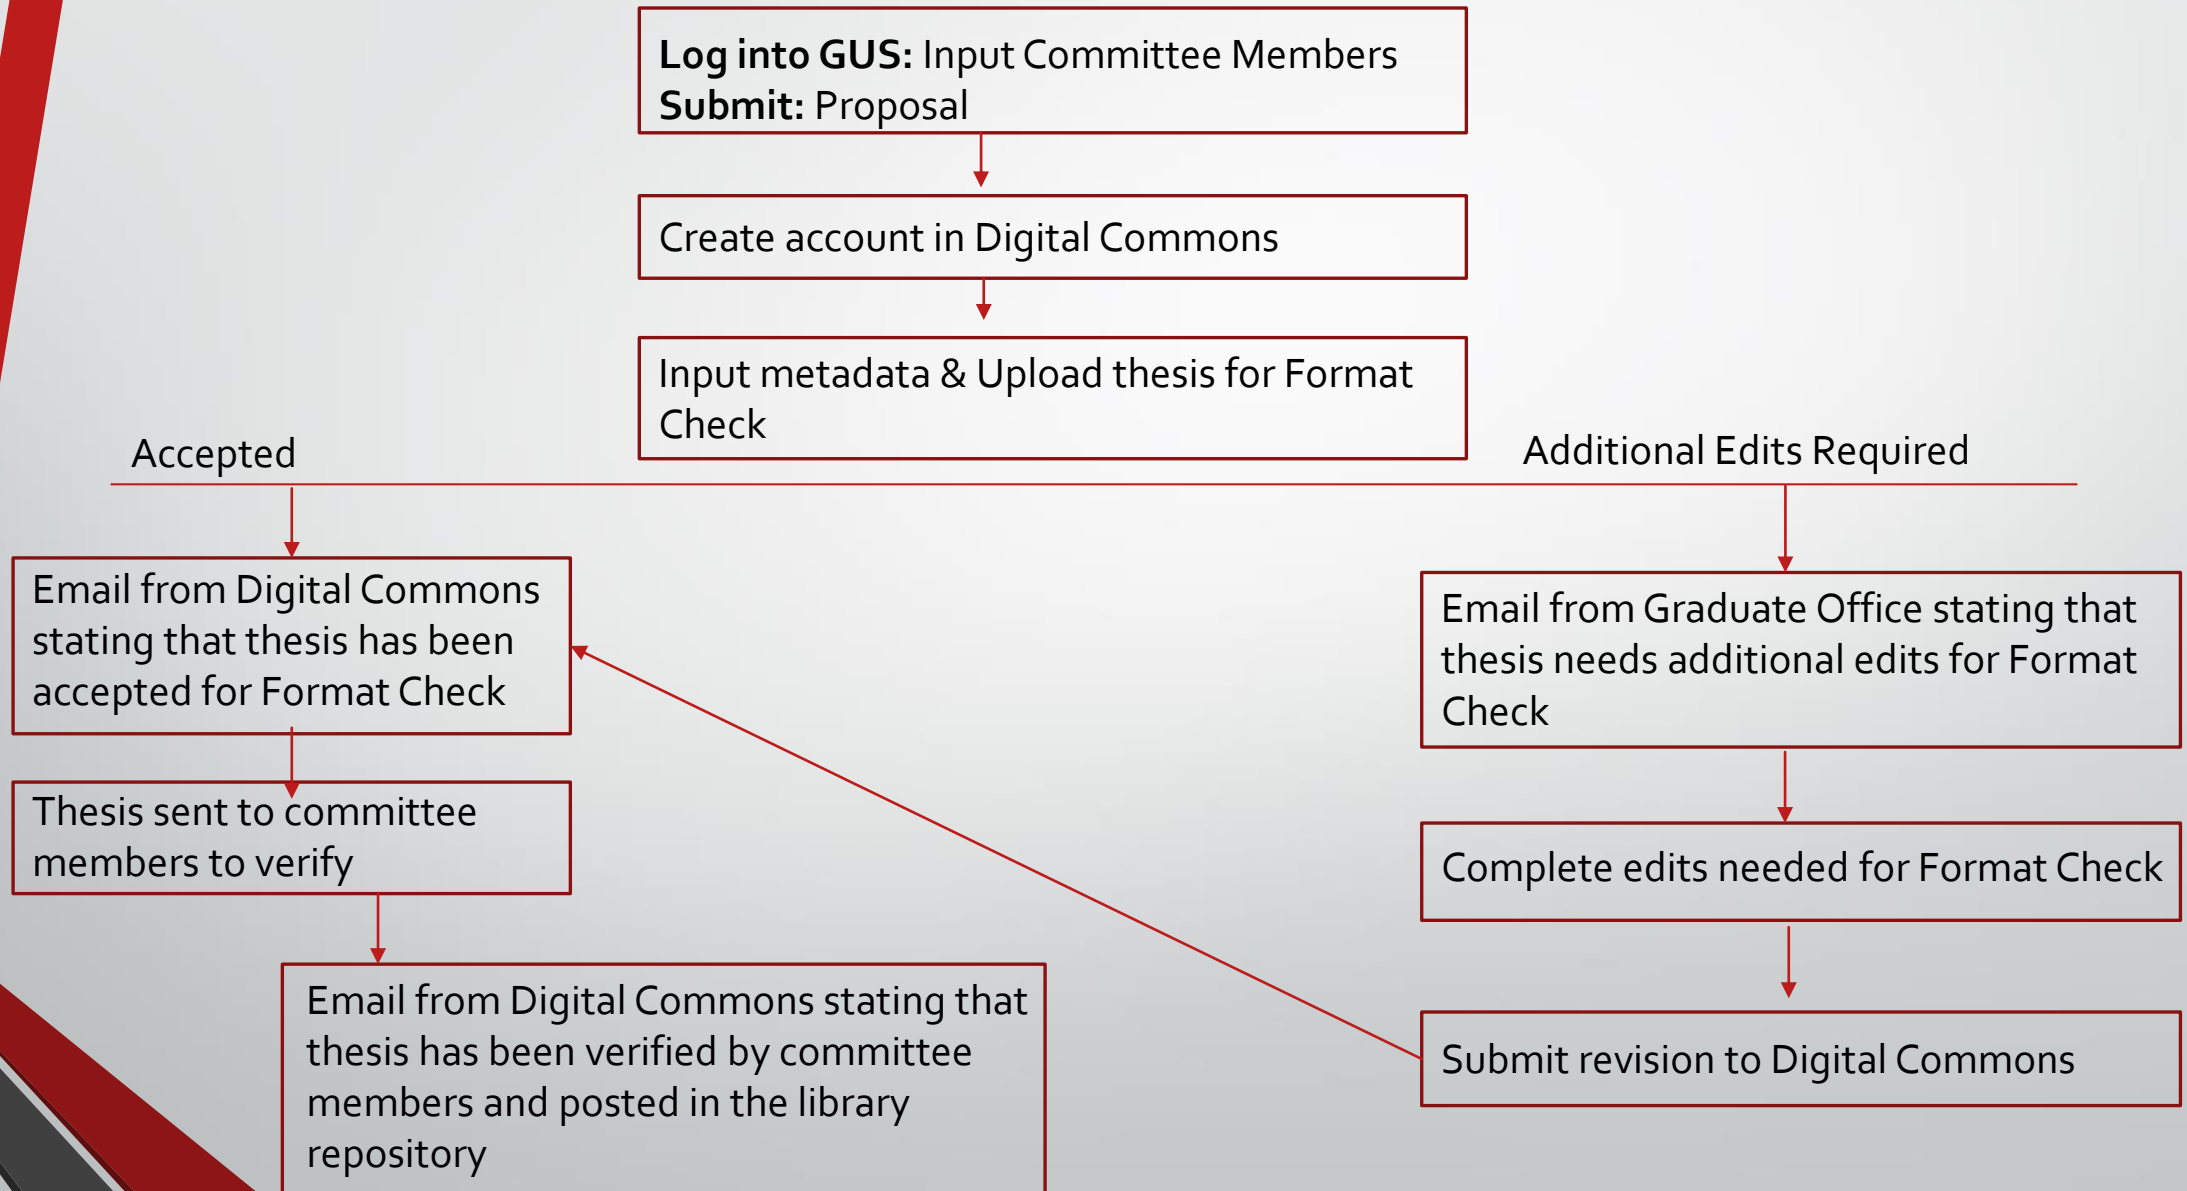 Log into GUS: Input Committee Members
Submit: Proposal
Create account in Digital Commons
Input metadata & Upload thesis for Format
Check
Accepted
Additional Edits Required
Email from Digital Commons
stating that thesis has been
accepted for Format Check
Thesis sent to committee
members to verify
Email from Digital Commons stating that
thesis has been verified by committee
members and posted in the library
repository
Email from Graduate Office stating that
thesis needs additional edits for Format
Check
Complete edits needed for Format Check
Submit revision to Digital Commons